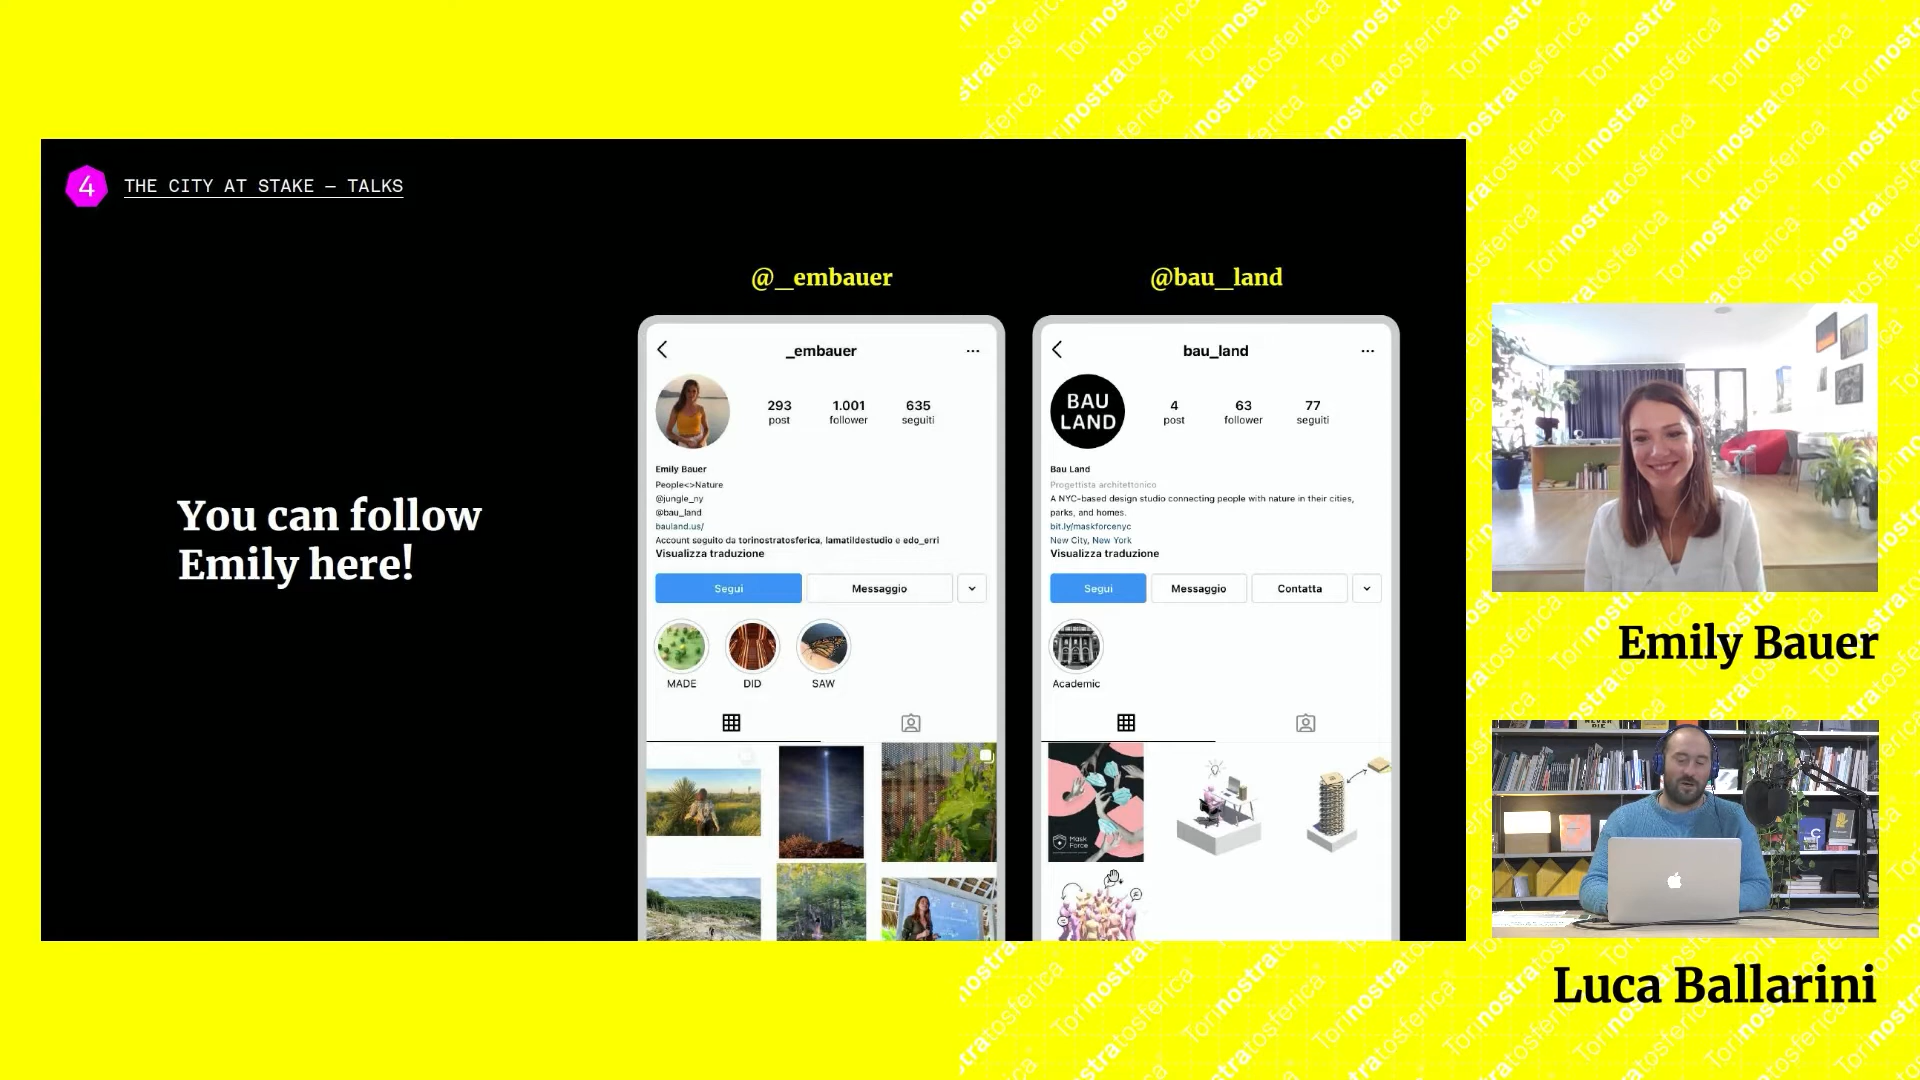 4
THE CITY AT STAKE — TALKS
You can follow
Emily here!
@_embauer
_embauer
293
post
1.001
follower
635
seguiti
Emily Bauer
People<>Nature
@jungle_ny
@bau_land
bauland.us/
Account seguito da torinostratosferica, lamatildestudio e edo_erri
Visualizza traduzione
Segui
Messaggio
MADE
DID
SAW
@bau_land
bau_land
BAU
LAND
4
post
63
follower
77
seguiti
Bau Land
Progettista architettonico
A NYC-based design studio connecting people with nature in their cities,
parks, and homes.
bit.ly/maskforcenyc
New City, New York
Visualizza traduzione
Segui
Messaggio
Contatta
Academic
Mask
Force
Emily Bauer
Luca Ballarini
Torinostratosferica